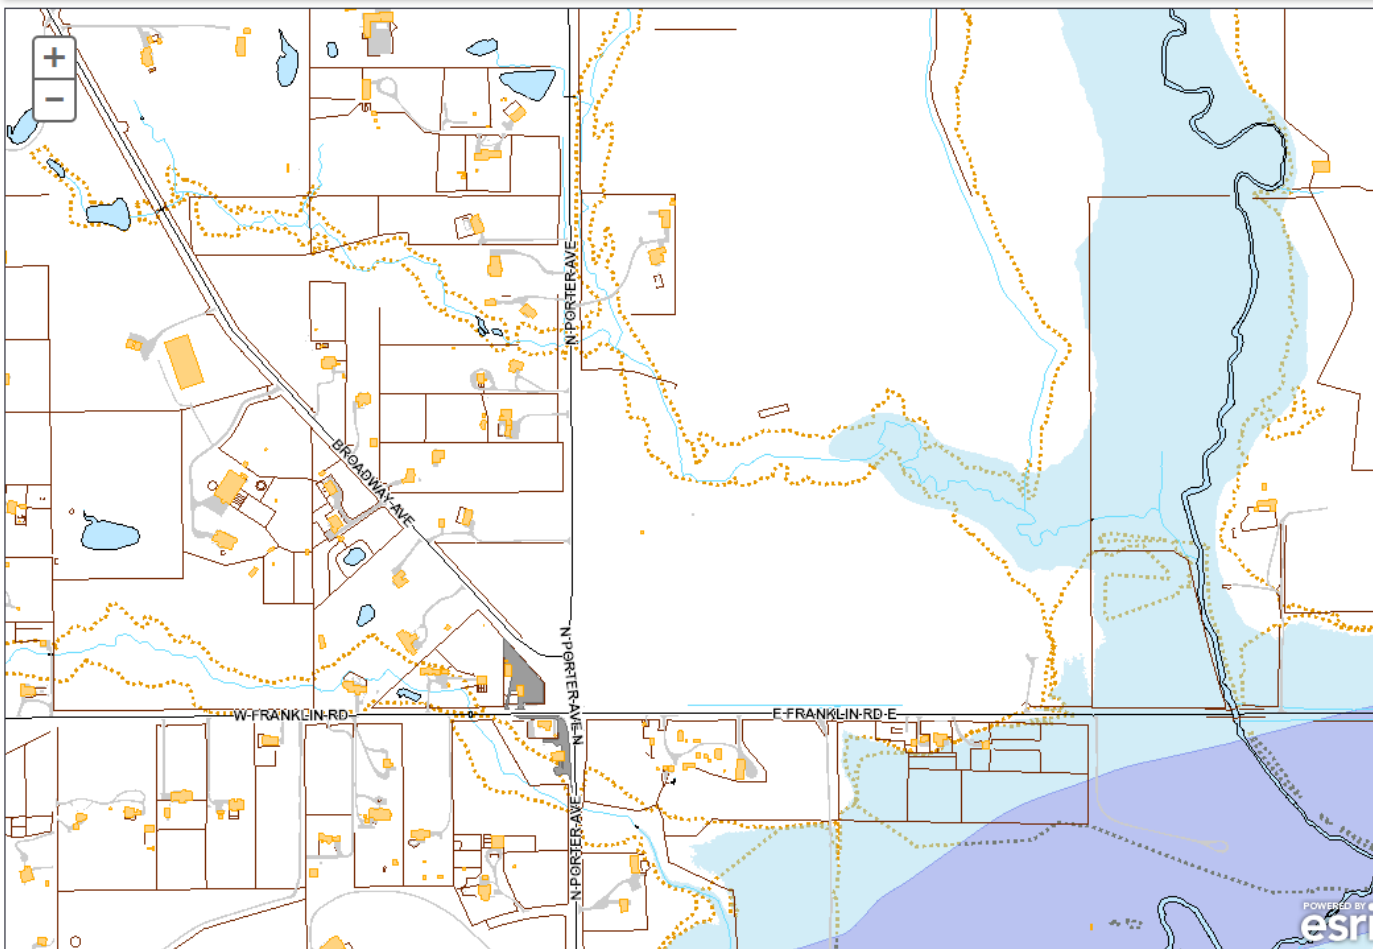 +
−
N-PORTER-AVE
BROADWAY-AVE
N-PORTER-AVE-N
W-FRANKLIN-RD
E-FRANKLIN-RD-E
N-PORTER-AVE
POWERED BY
esri